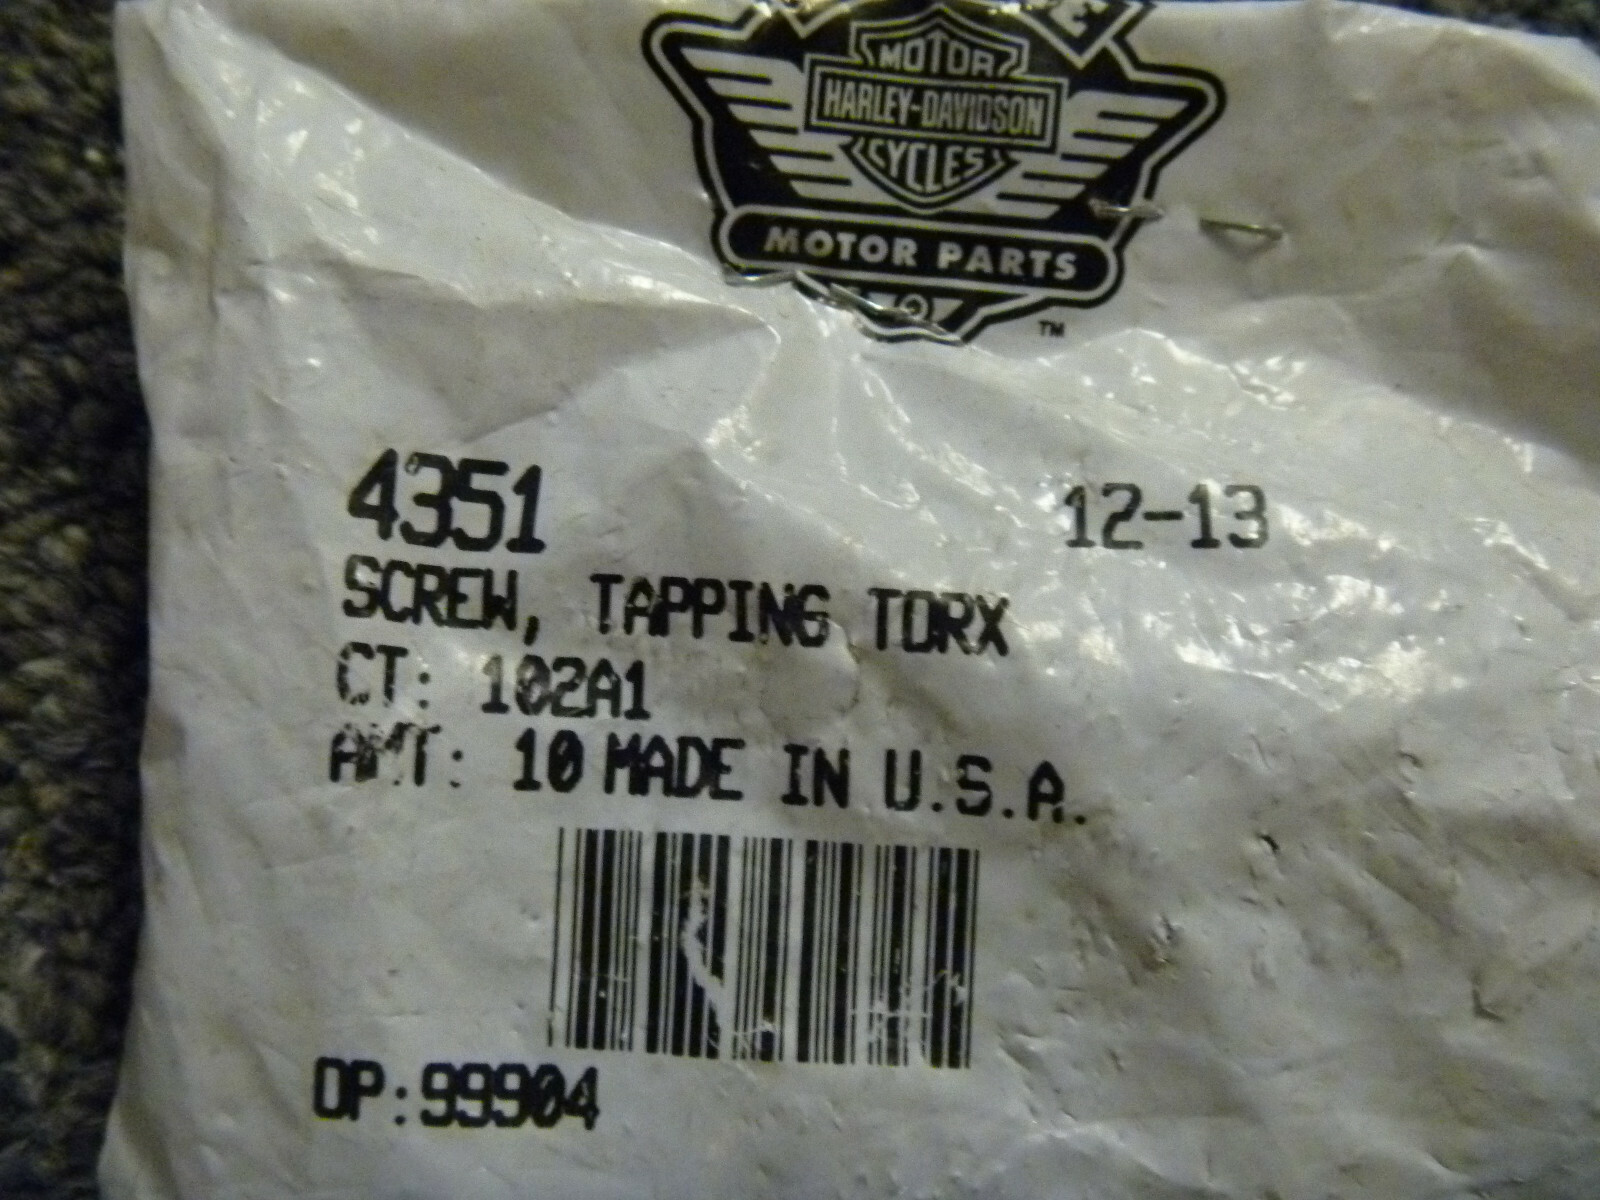 MOTOR
HARLEY-DAVIDSON
CYCLES
MOTOR PARTS
TM
4351 12-13
SCREW, TAPPING TORX
CT: 102A1
AMT: 10 MADE IN U.S.A.
OP:99904